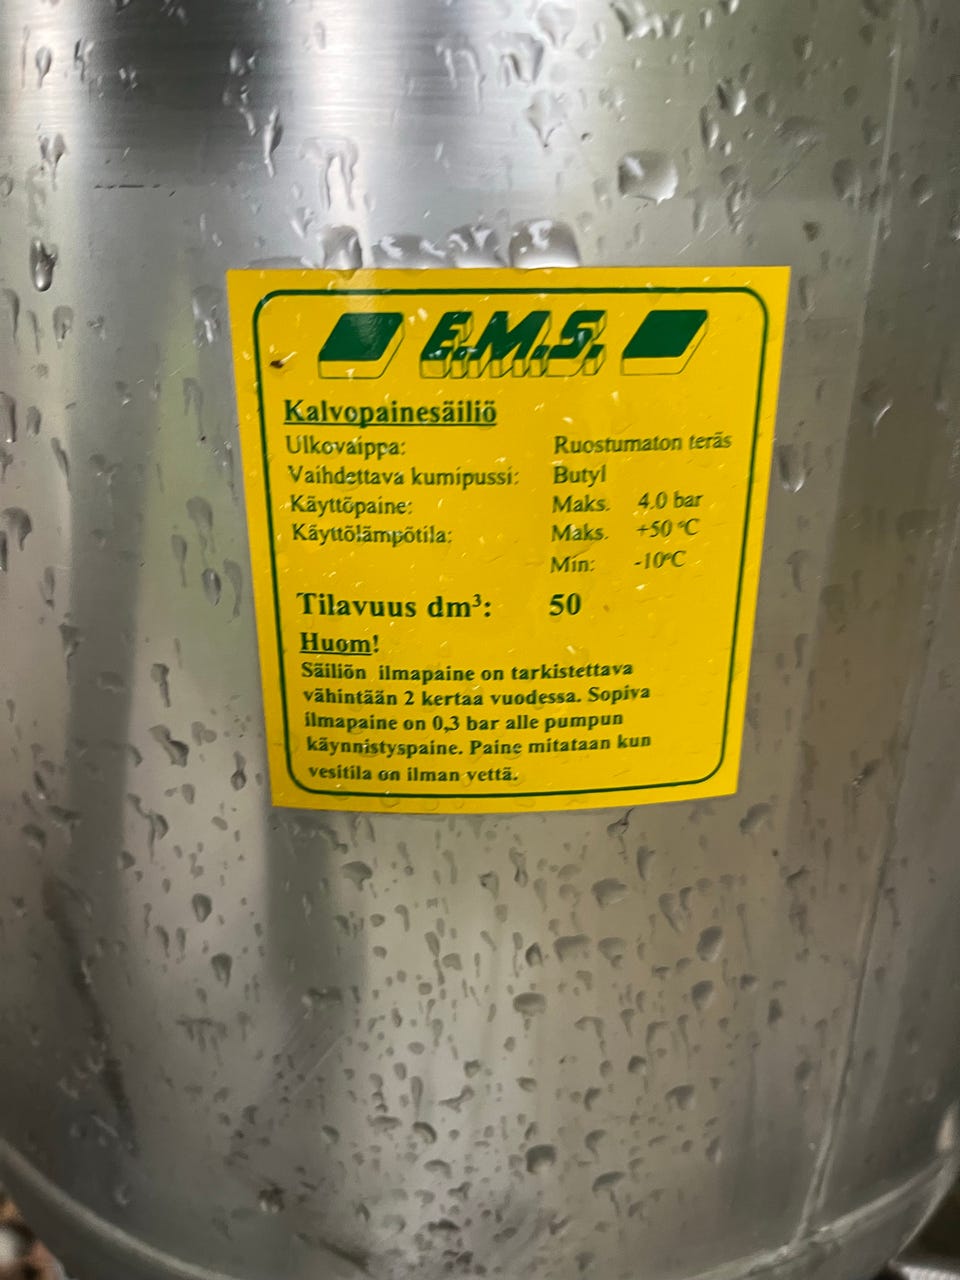 E.M.S.
Kalvopainesäiliö
Ulkovaippa: Ruostumaton teräs
Vaihdettava kumipussi: Butyl
Käyttöpaine: Maks. 4.0 bar
Käyttölämpötila: Maks. +50 °C
Min: -10°C
Tilavuus dm³: 50
Huom!
Säiliön ilmapaine on tarkistettava
vähintään 2 kertaa vuodessa. Sopiva
ilmapaine on 0,3 bar alle pumpun
käynnistyspaine. Paine mitataan kun
vesitila on ilman vettä.